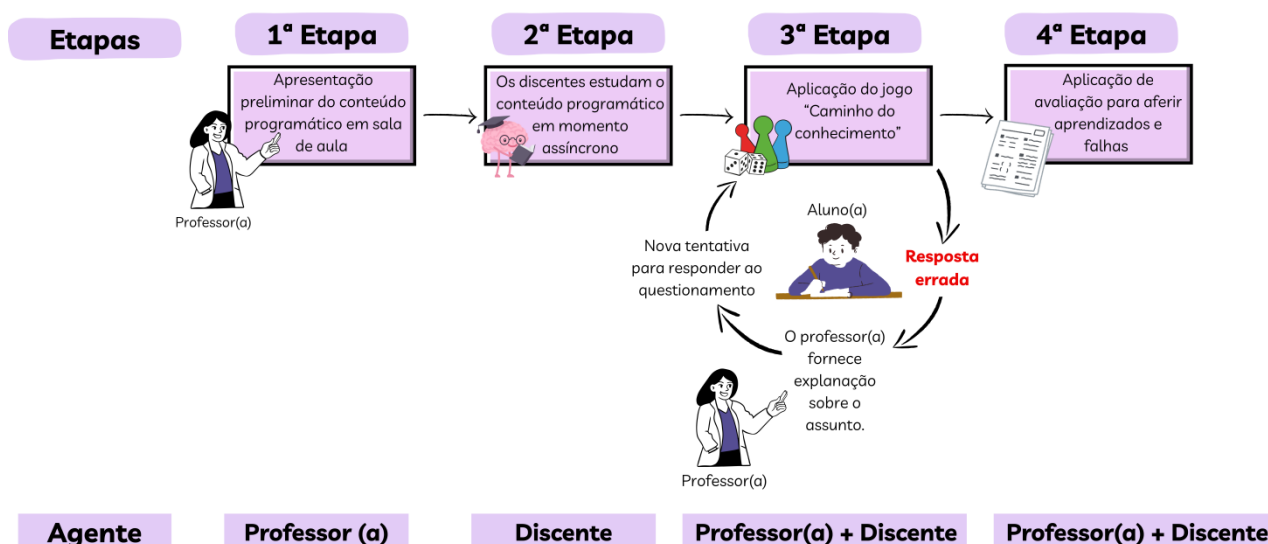 Etapas
1ª Etapa
2ª Etapa
3ª Etapa
4ª Etapa
Apresentação
preliminar do conteúdo
programático em sala
de aula
Os discentes estudam o
conteúdo programático
em momento
assíncrono
Aplicação do jogo
“Caminho do
conhecimento”
Aplicação de
avaliação para aferir
aprendizados e
falhas
Professor(a)
Aluno(a)
Resposta
errada
O professor(a)
fornece
explanação
sobre o
assunto.
Professor(a)
Nova tentativa
para responder ao
questionamento
Agente
Professor (a)
Discente
Professor(a) + Discente
Professor(a) + Discente